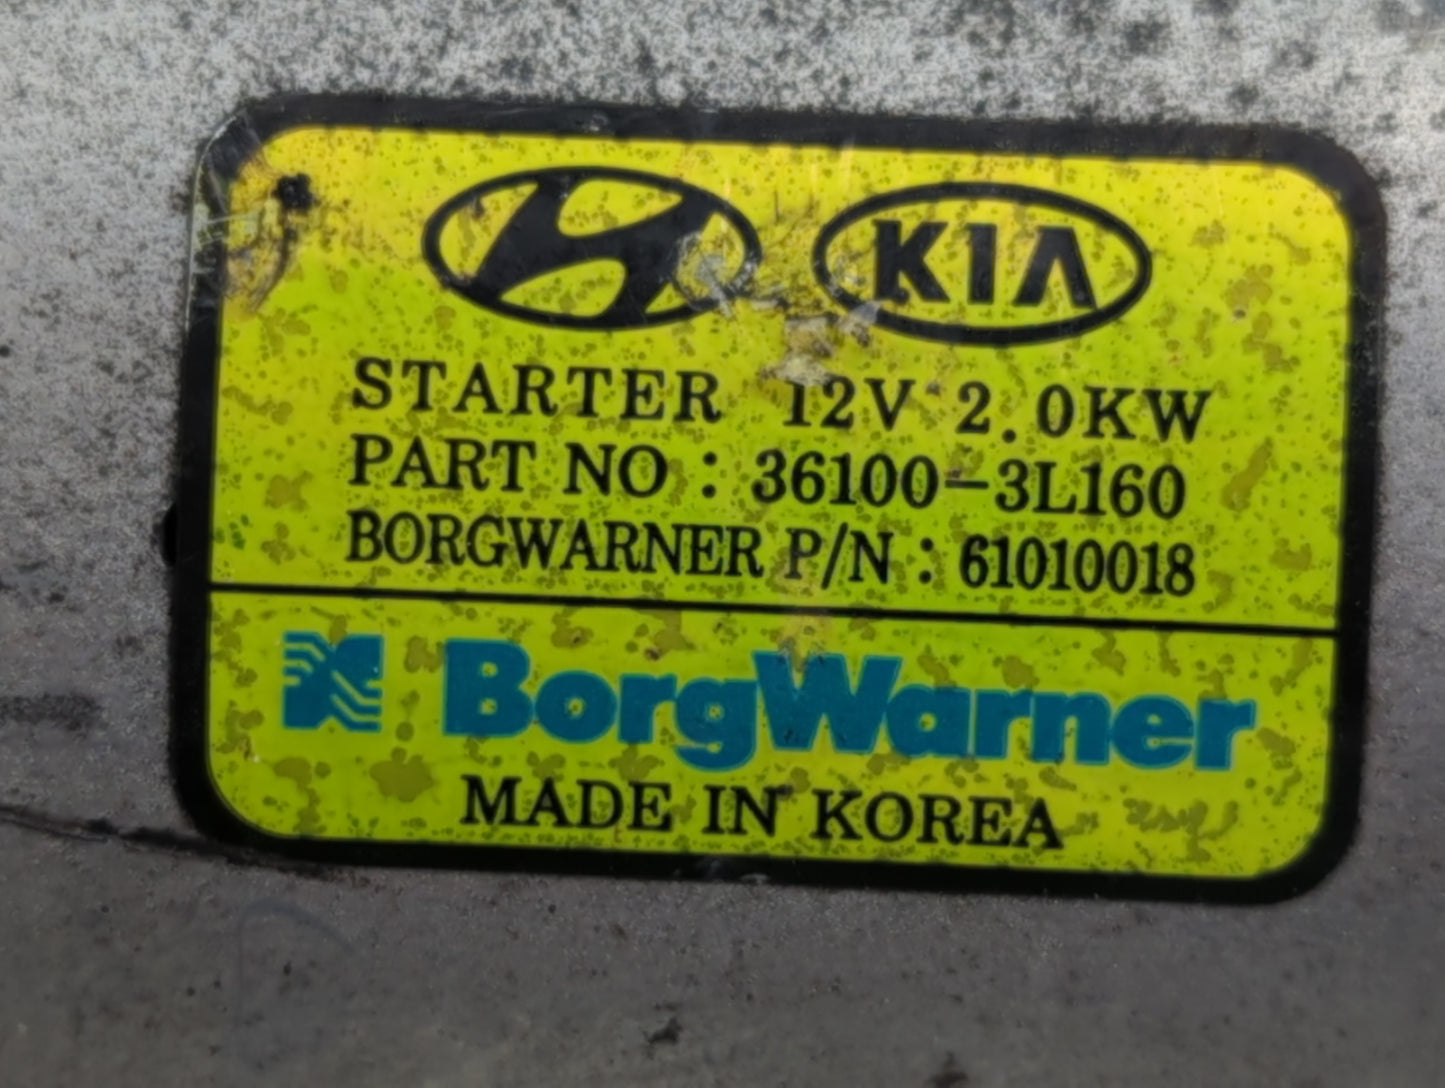 KIA
STARTER 12V 2.0KW
PART NO : 36100-3L160
BORGWARNER P/N : 61010018
BorgWarner
MADE IN KOREA